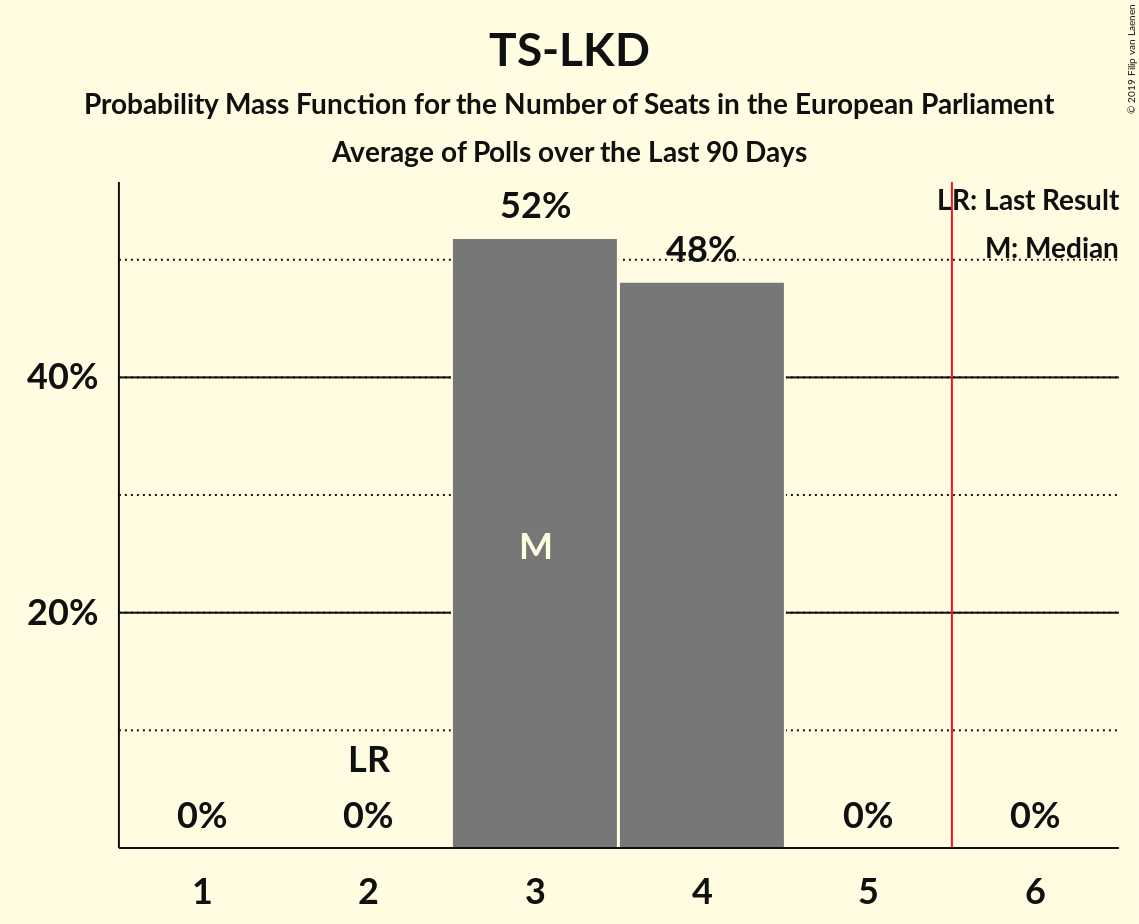 TS-LKD
Probability Mass Function for the Number of Seats in the European Parliament
Average of Polls over the Last 90 Days
© 2019 Filip van Laenen
LR: Last Result
M: Median
52%
48%
40%
20%
M
LR
0% 0% 0% 0%
1 2 3 4 5 6